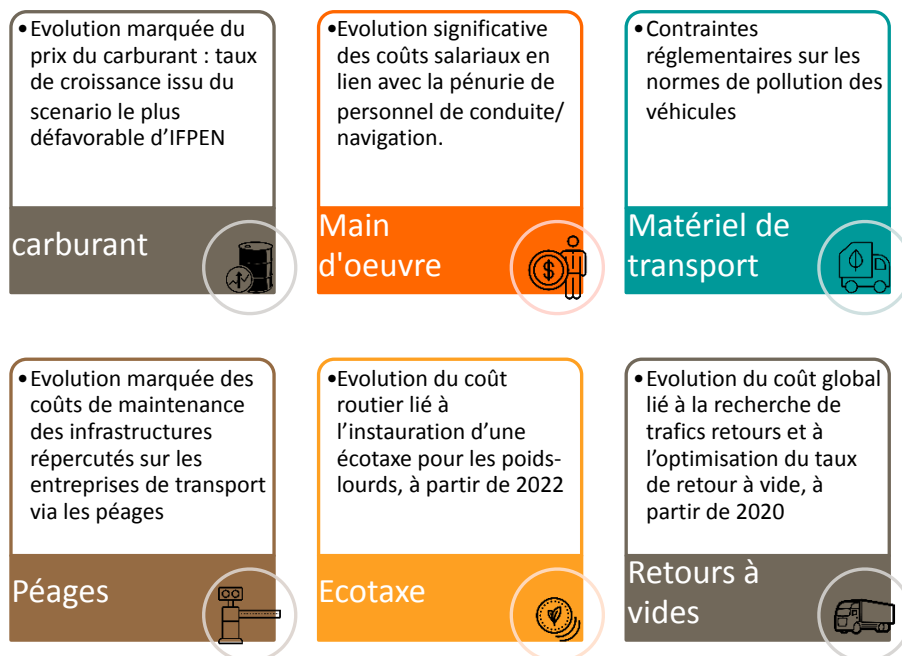 •Evolution marquée du
prix du carburant : taux
de croissance issu du
scenario le plus
défavorable d'IFPEN
carburant
•Evolution significative
des coûts salariaux en
lien avec la pénurie de
personnel de conduite/
navigation.
Main
d'oeuvre
•Contraintes
réglementaires sur les
normes de pollution des
véhicules
Matériel de
transport
•Evolution marquée des
coûts de maintenance
des infrastructures
répercutés sur les
entreprises de transport
via les péages
Péages
•Evolution du coût
routier lié à
l'instauration d'une
écotaxe pour les poids-
lourds, à partir de 2022
Ecotaxe
•Evolution du coût global
lié à la recherche de
trafics retours et à
l'optimisation du taux
de retour à vide, à
partir de 2020
Retours à
vides